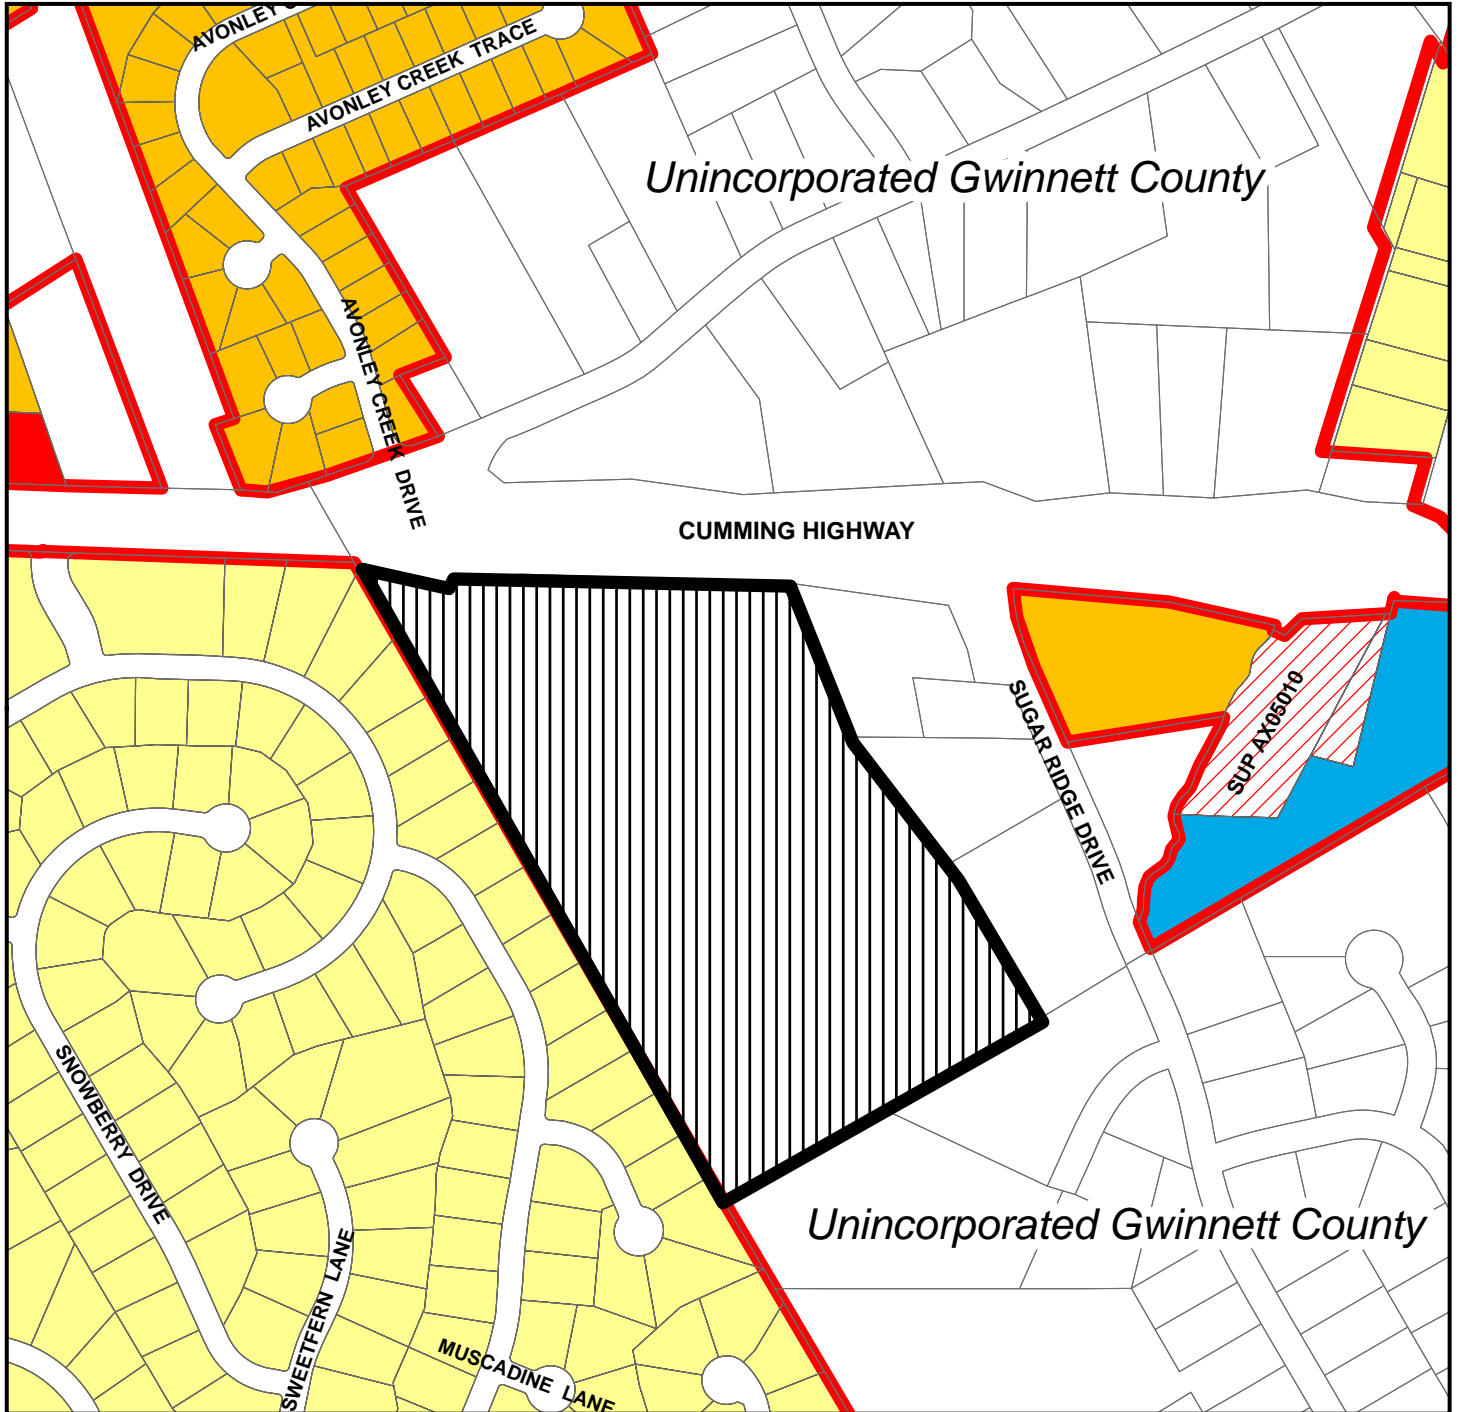 AVONLEY C
AVONLEY CREEK TRACE
Unincorporated Gwinnett County
AVONLEY CREEK DRIVE
CUMMING HIGHWAY
SUGAR RIDGE DRIVE
SUP AX05010
SNOWBERRY DRIVE
SWEETFERN LANE
MUSCADINE LANE
Unincorporated Gwinnett County